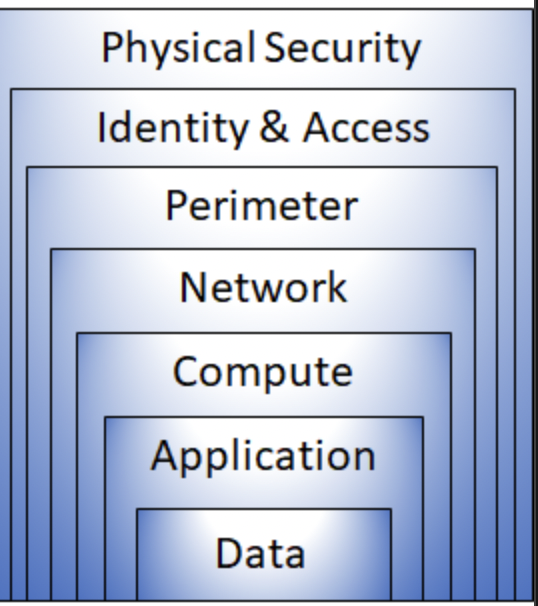 Physical Security
Identity & Access
Perimeter
Network
Compute
Application
Data